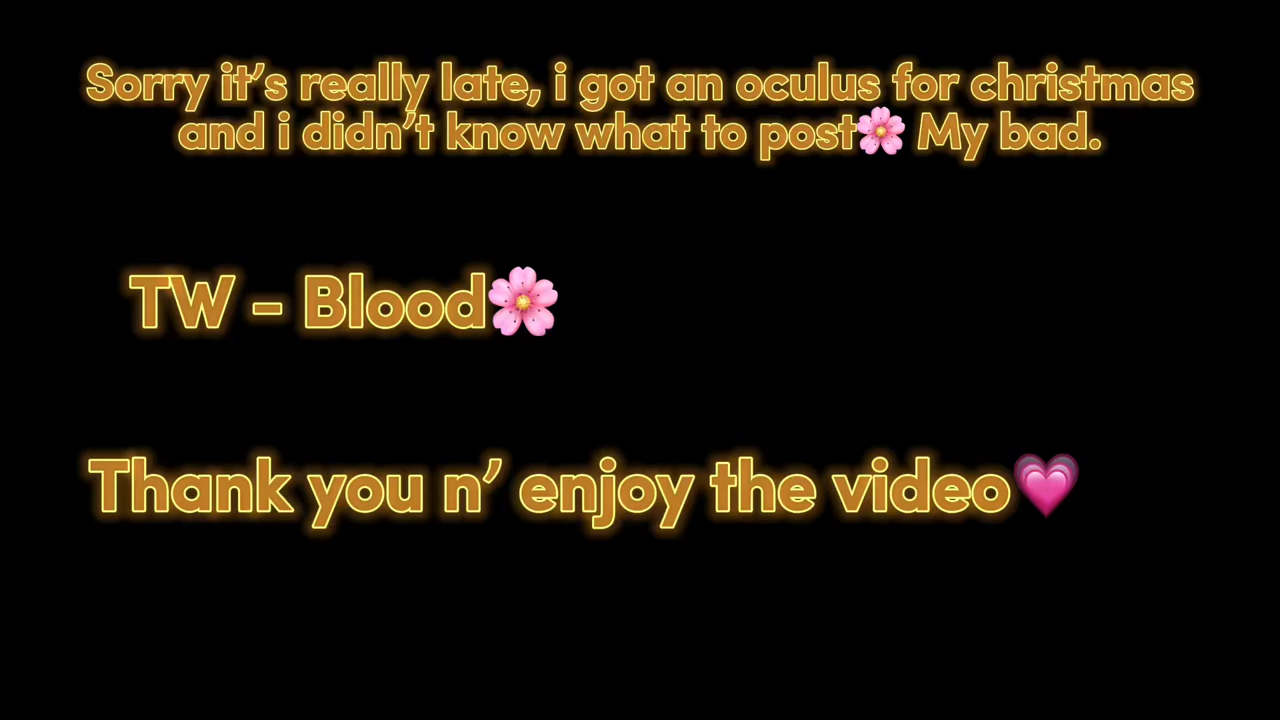 Sorry it's really late, i got an oculus for christmas
and i didn't know what to post🌸 My bad.
TW - Blood🌸
Thank you n' enjoy the video💗